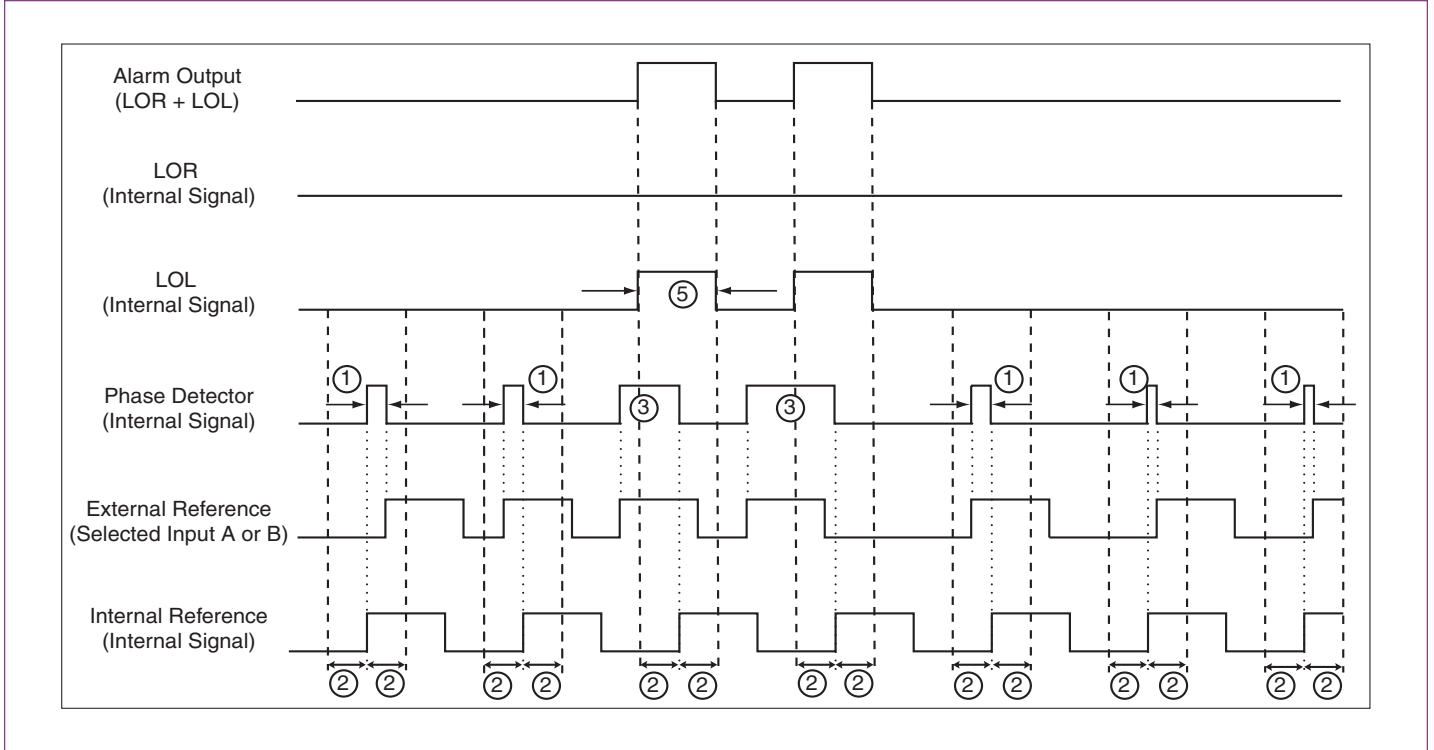 Alarm Output
(LOR + LOL)
LOR
(Internal Signal)
LOL
(Internal Signal)
5
Phase Detector
(Internal Signal)
1 1 3 3 1 1 1
External Reference
(Selected Input A or B)
Internal Reference
(Internal Signal)
2 2 2 2 2 2 2 2 2 2 2 2 2 2